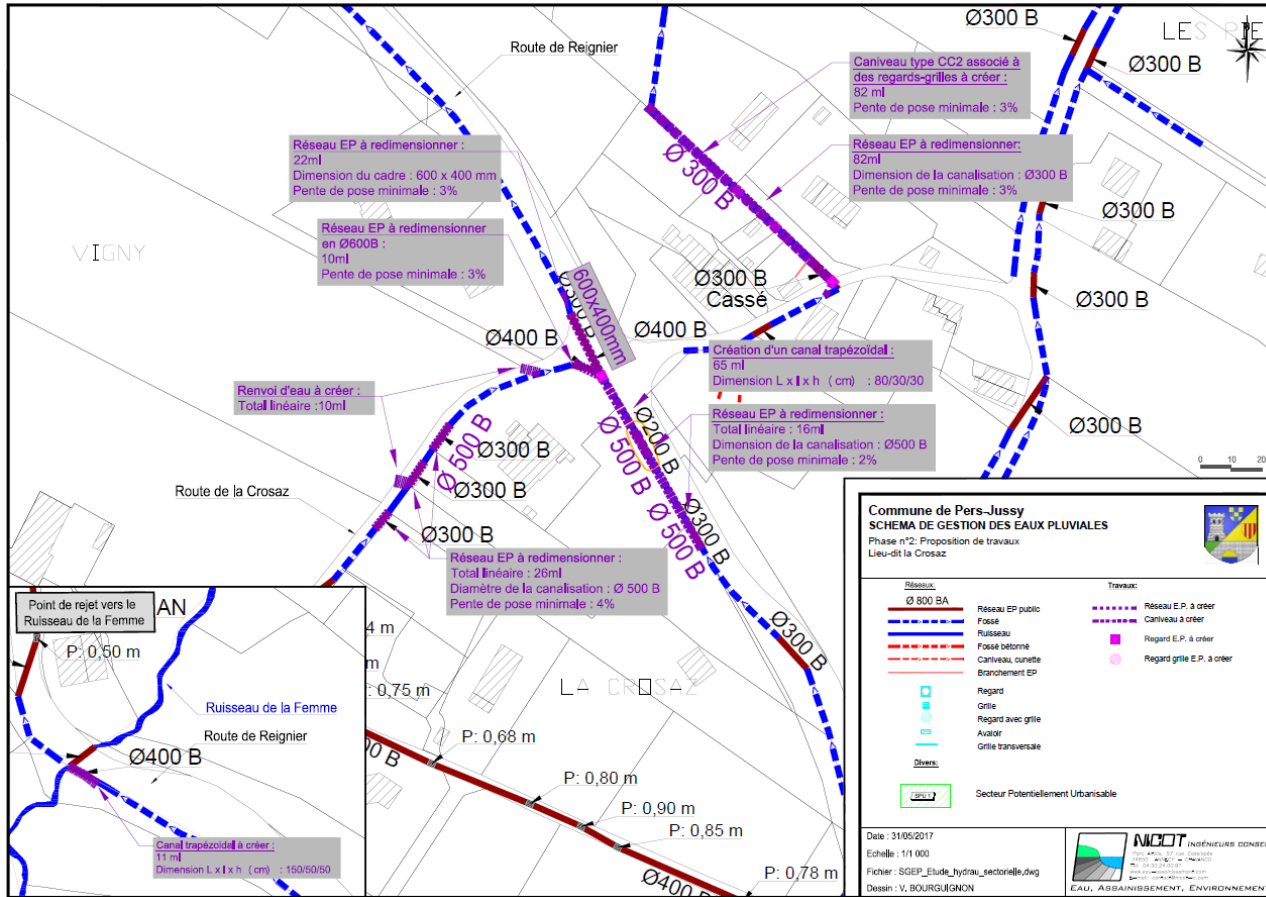 Ø300 B
LES
Route de Reignier
Ø300 B
Caniveau type CC2 associé à
des regards-grilles à créer :
82 ml
Pente de pose minimale : 3%
Réseau EP à redimensionner :
22ml
Dimension du cadre : 600 x 400 mm
Pente de pose minimale : 3%
Réseau EP à redimensionner:
82ml
Dimension de la canalisation : Ø300 B
Pente de pose minimale : 3%
Ø 300 B
Ø300 B
Réseau EP à redimensionner
en Ø600B :
10ml
Pente de pose minimale : 3%
VIGNY
Ø300 B
Cassé
Ø300 B
Ø300 B
600x400mm
Ø400 B
Ø400 B
Création d'un canal trapézoïdal :
65 ml
Dimension L x l x h ( cm) : 80/30/30
Renvoi d'eau à créer :
Total linéaire :10ml
Réseau EP à redimensionner :
Total linéaire : 16ml
Dimension de la canalisation : Ø500 B
Pente de pose minimale : 2%
Ø200 B
Ø 500 B
Ø 500 B
Ø300 B
Ø300 B
Ø300 B
0 10 20
Route de la Crosaz
Ø300 B
Ø300 B
Ø 500 B
Réseau EP à redimensionner :
Total linéaire : 26ml
Diamètre de la canalisation : Ø 500 B
Pente de pose minimale : 4%
Ø300 B
LA CROSAZ
P: 0,68 m
P: 0,80 m
P: 0,90 m
P: 0,85 m
P: 0,78 m
Ø400 B
00 B
4 m
m
: 0,75 m
Point de rejet vers le
Ruisseau de la Femme
AN
P: 0,50 m
Ruisseau de la Femme
Route de Reignier
Ø400 B
Canal trapézoïdal à créer :
11 ml
Dimension L x l x h ( cm) : 150/50/50
Commune de Pers-Jussy
SCHEMA DE GESTION DES EAUX PLUVIALES
Phase n°2: Proposition de travaux
Lieu-dit la Crosaz
Réseaux:
Ø 800 BA
Réseau EP public
Fossé
Ruisseau
Fossé bétonné
Caniveau, cunette
Branchement EP
Regard
Grille
Regard avec grille
Avaloir
Grille transversale
Travaux:
Réseau E.P. à créer
Caniveau à créer
Regard E.P. à créer
Regard grille E.P. à créer
Divers:
SPU 1
Secteur Potentiellement Urbanisable
Date : 31/05/2017
Echelle : 1/1 000
Fichier : SGEP_Etude_hydrau_sectorielle.dwg
Dessin : V. BOURGUIGNON
NICOT INGÉNIEURS CONSEIL
EAU, ASSAINISSEMENT, ENVIRONNEMENT